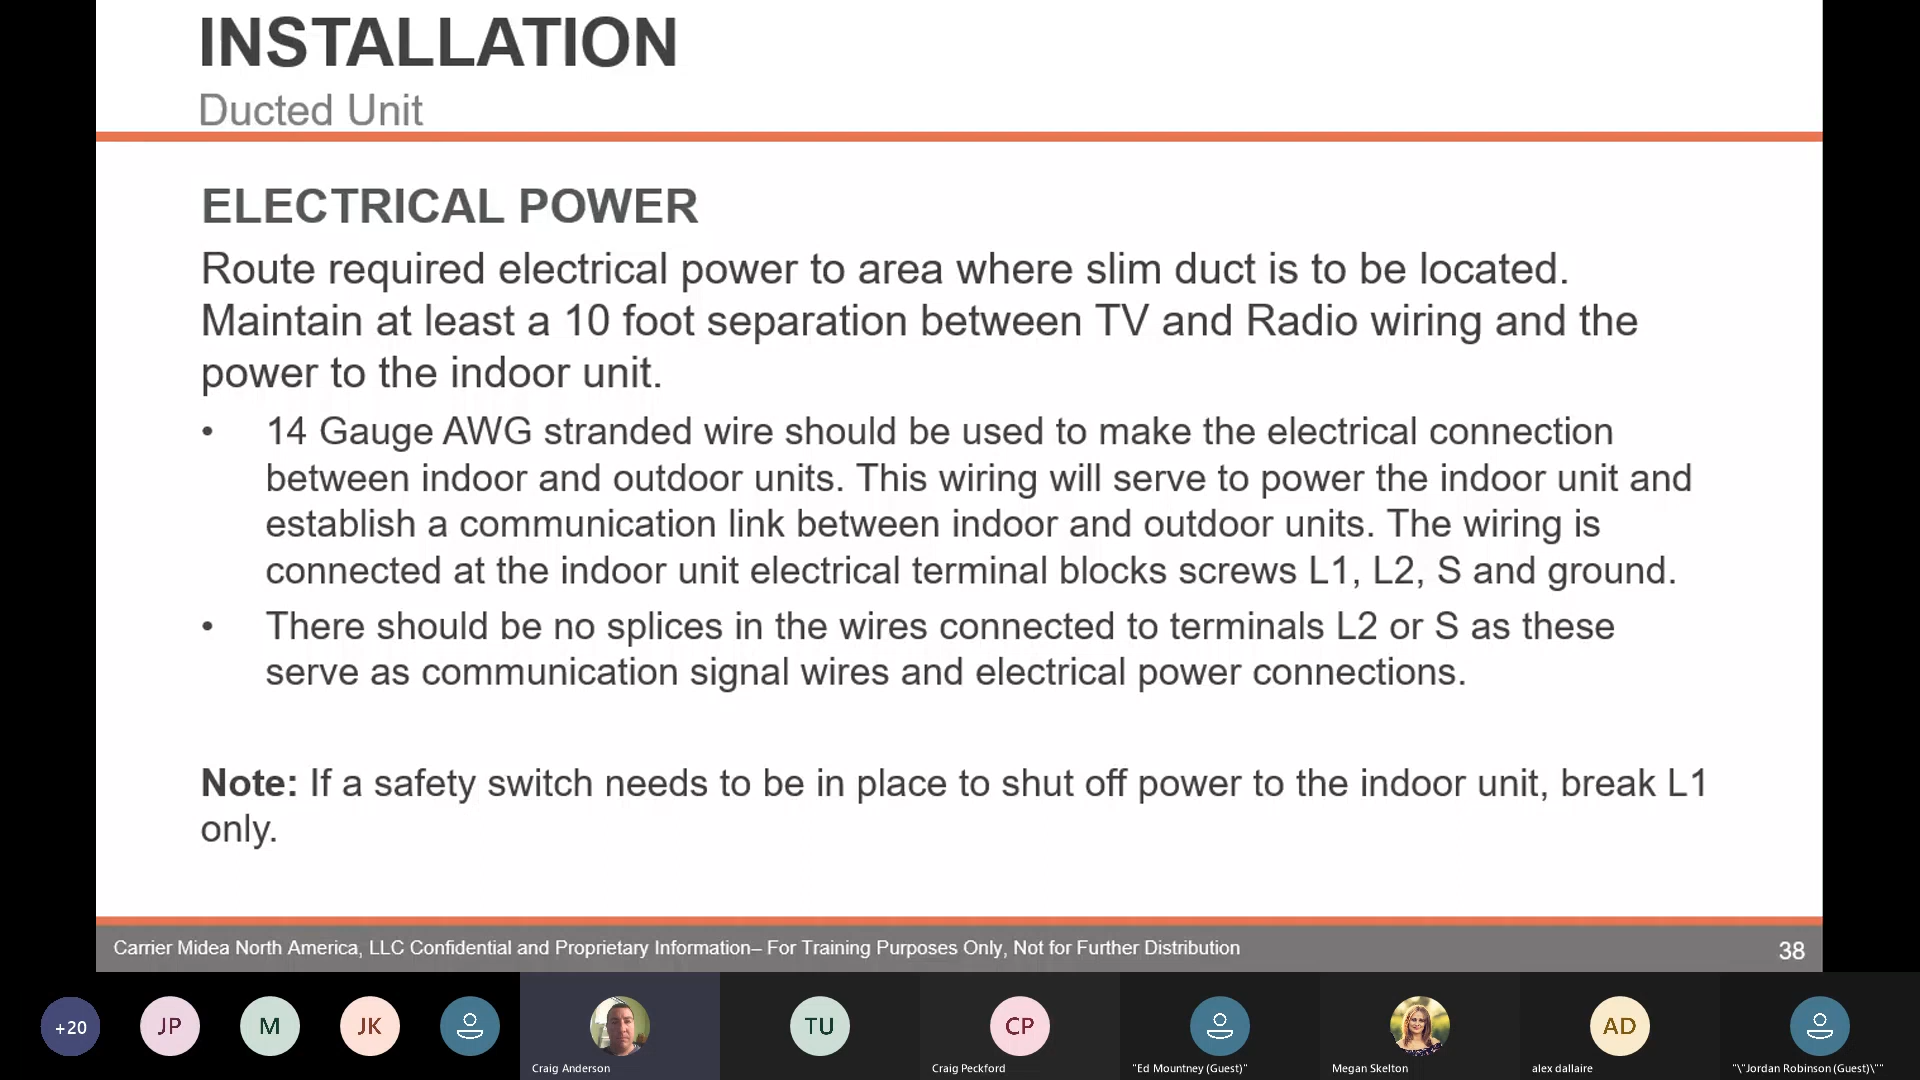 INSTALLATION
Ducted Unit
ELECTRICAL POWER
Route required electrical power to area where slim duct is to be located.
Maintain at least a 10 foot separation between TV and Radio wiring and the
power to the indoor unit.
• 14 Gauge AWG stranded wire should be used to make the electrical connection
between indoor and outdoor units. This wiring will serve to power the indoor unit and
establish a communication link between indoor and outdoor units. The wiring is
connected at the indoor unit electrical terminal blocks screws L1, L2, S and ground.
• There should be no splices in the wires connected to terminals L2 or S as these
serve as communication signal wires and electrical power connections.
Note: If a safety switch needs to be in place to shut off power to the indoor unit, break L1
only.
Carrier Midea North America, LLC Confidential and Proprietary Information– For Training Purposes Only, Not for Further Distribution 38
+20 JP M JK TU CP AD
Craig Anderson Craig Peckford "Ed Mountney (Guest)" Megan Skelton alex dallaire "\"Jordan Robinson (Guest)\""